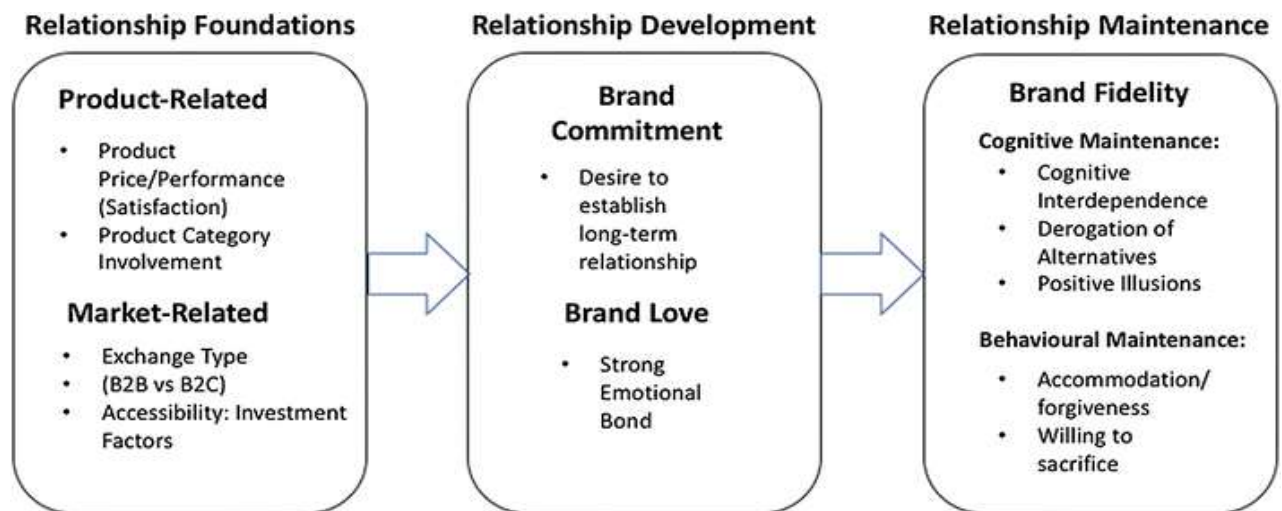 Relationship Foundations
Product-Related
• Product
Price/Performance
(Satisfaction)
• Product Category
Involvement
Market-Related
• Exchange Type
• (B2B vs B2C)
• Accessibility: Investment
Factors
Relationship Development
Brand
Commitment
• Desire to
establish
long-term
relationship
Brand Love
• Strong
Emotional
Bond
Relationship Maintenance
Brand Fidelity
Cognitive Maintenance:
• Cognitive
Interdependence
• Derogation of
Alternatives
• Positive Illusions
Behavioural Maintenance:
• Accommodation/
forgiveness
• Willing to
sacrifice